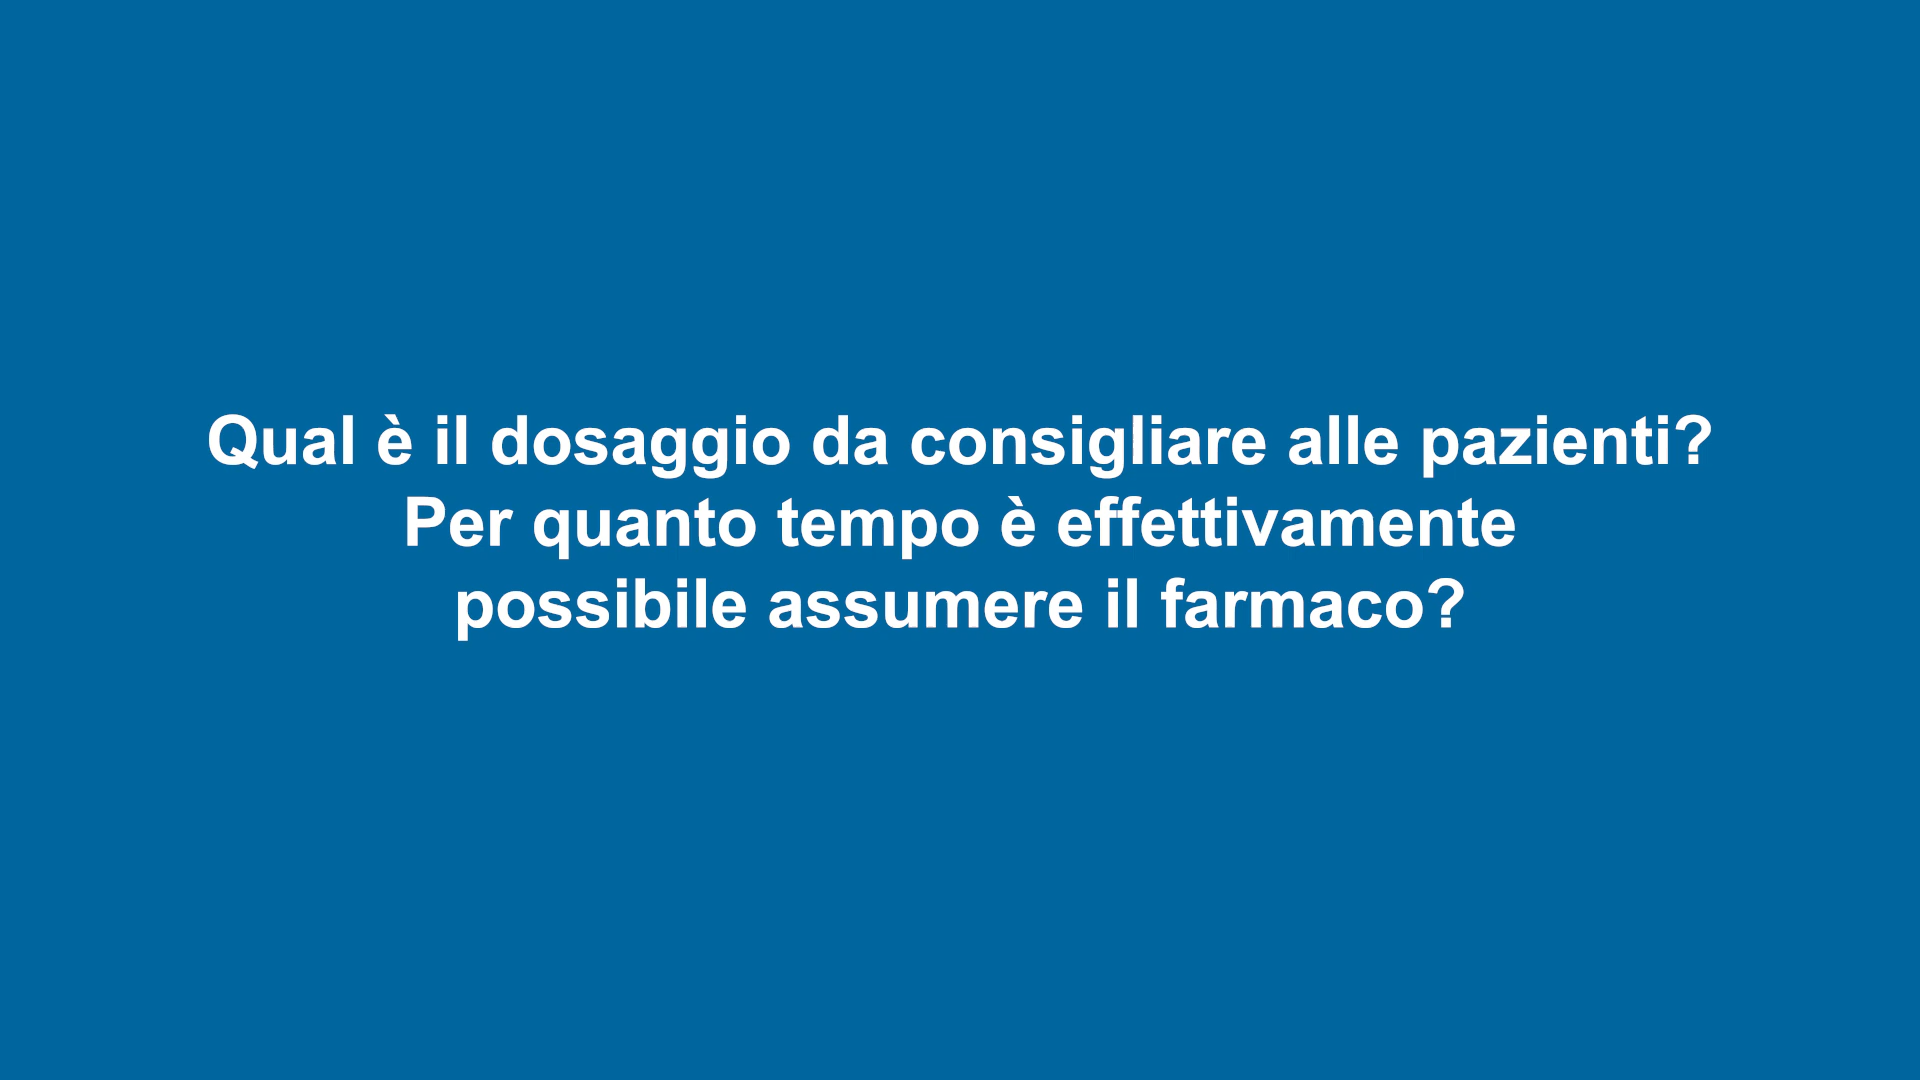 Qual è il dosaggio da consigliare alle pazienti?
Per quanto tempo è effettivamente
possibile assumere il farmaco?